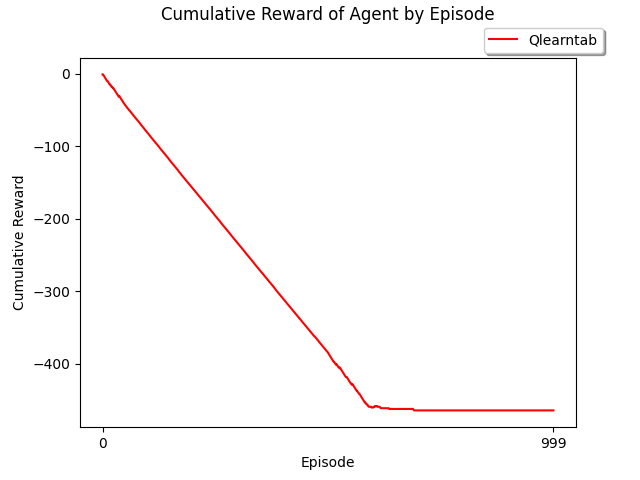 Cumulative Reward of Agent by Episode
Qlearntab
0
−100
−200
−300
−400
Cumulative Reward
0
999
Episode